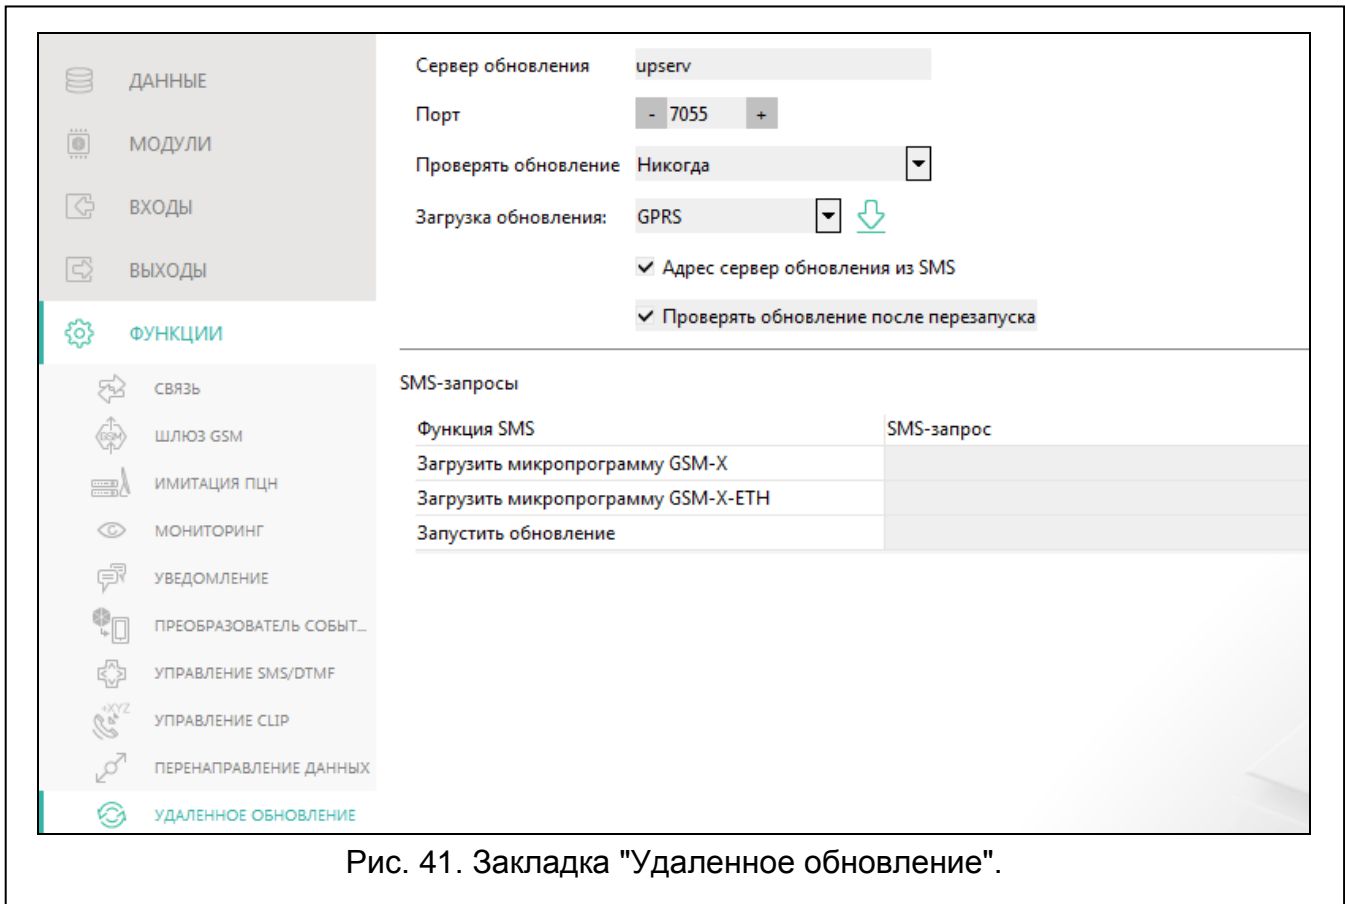 ДАННЫЕ
МОДУЛИ
ВХОДЫ
ВЫХОДЫ
ФУНКЦИИ
СВЯЗЬ
GSM
ШЛЮЗ GSM
ИМИТАЦИЯ ПЦН
МОНИТОРИНГ
УВЕДОМЛЕНИЕ
ПРЕОБРАЗОВАТЕЛЬ СОБЫТ...
УПРАВЛЕНИЕ SMS/DTMF
+XYZ
УПРАВЛЕНИЕ CLIP
ПЕРЕНАПРАВЛЕНИЕ ДАННЫХ
УДАЛЕННОЕ ОБНОВЛЕНИЕ
Сервер обновления upserv
Порт - 7055 +
Проверять обновление Никогда
Загрузка обновления: GPRS
Адрес сервер обновления из SMS
Проверять обновление после перезапуска
SMS-запросы
Функция SMS SMS-запрос
Загрузить микропрограмму GSM-X
Загрузить микропрограмму GSM-X-ETH
Запустить обновление
Рис. 41. Закладка "Удаленное обновление".